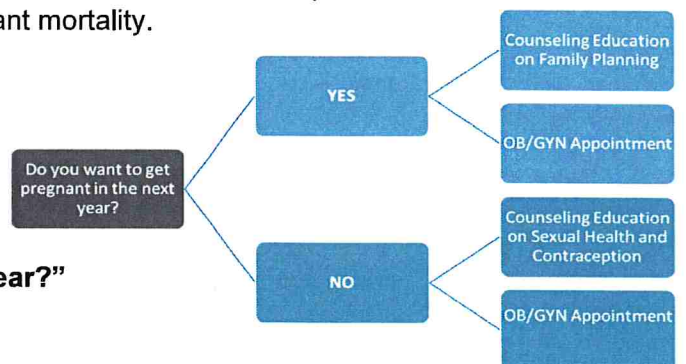 ant mortality.
Counseling Education
on Family Planning
YES
OB/GYN Appointment
Do you want to get
pregnant in the next
year?
Counseling Education
on Sexual Health and
Contraception
ear?”
NO
OB/GYN Appointment